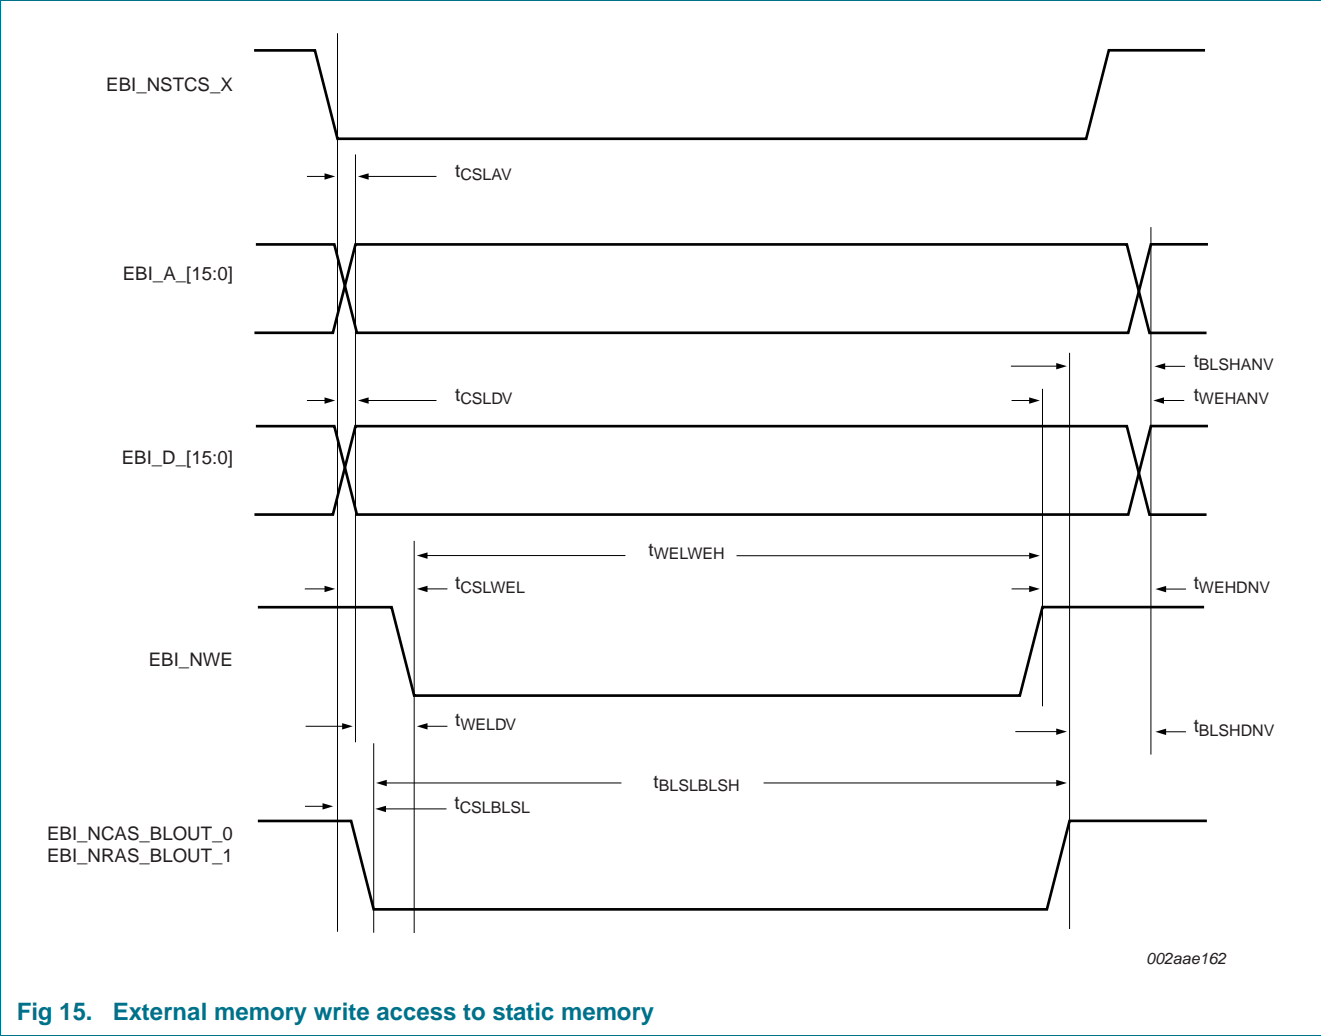 EBI_NSTCS_X
tCSLAV
EBI_A_[15:0]
tBLSHANV
tCSLDV
tWEHANV
EBI_D_[15:0]
tWELWEH
tCSLWEL
tWEHDNV
EBI_NWE
tWELDV
tBLSHDNV
tBLSLBLSH
tCSLBLSL
EBI_NCAS_BLOUT_0
EBI_NRAS_BLOUT_1
002aae162
Fig 15. External memory write access to static memory